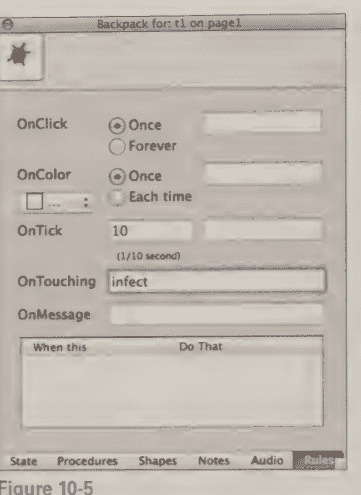 Backpack for: t1 on page1
OnClick Once
Forever
OnColor Once
... Each time
OnTick 10
(1/10 second)
OnTouching infect
OnMessage
When this Do That
State Procedures Shapes Notes Audio Rules
Figure 10-5